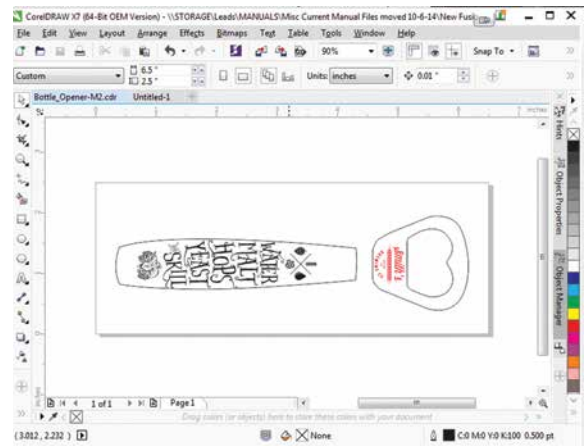 CorelDRAW X7 (64-Bit OEM Version) - \\STORAGE\Leads\MANUALS\Misc Current Manual Files moved 10-6-14\New Fusi
File Edit View Layout Arrange Effects Bitmaps Text Table Tools Window Help
90% Snap To
Custom 6.5" 2.5" Units: inches 0.01"
Bottle_Opener-M2.cdr Untitled-1
inches
Hints
Object Properties
Object Manager
WATER
MALT
HOPS
YEAST
SKILL
Smith's
1 of 1 Page 1
Drag colors (or objects) here to store these colors with your document
(3.012, 2.232) None C:0 M:0 Y:0 K:100 0.500 pt